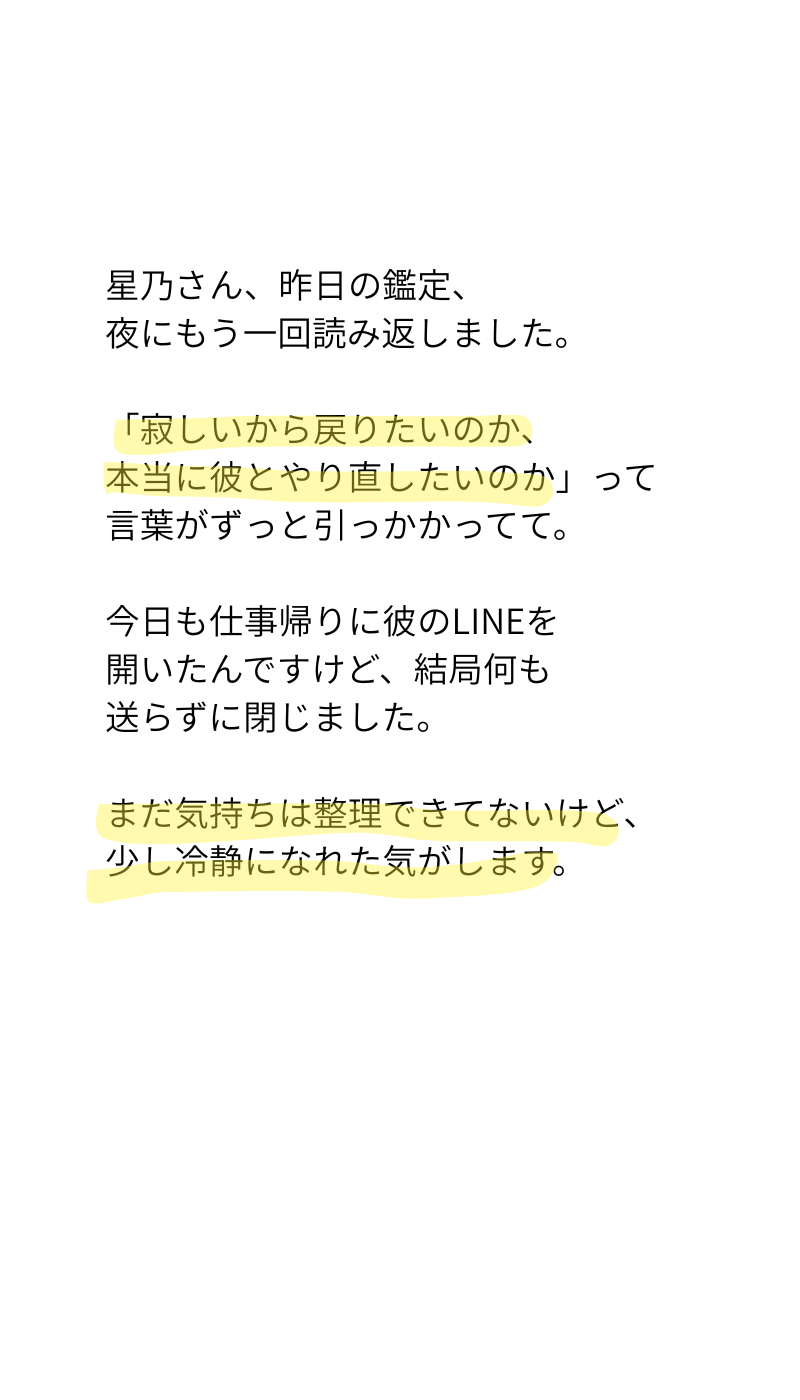 星乃さん、昨日の鑑定、
夜にもう一回読み返しました。
「寂しいから戻りたいのか、
本当に彼とやり直したいのか」って
言葉がずっと引っかかってて。
今日も仕事帰りに彼のLINEを
開いたんですけど、結局何も
送らずに閉じました。
まだ気持ちは整理できてないけど、
少し冷静になれた気がします。